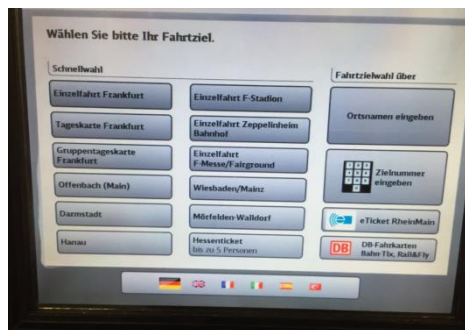 Wählen Sie bitte Ihr Fahrtziel.
Schnellwahl
Einzelfahrt Frankfurt
Einzelfahrt F-Stadion
Tageskarte Frankfurt
Einzelfahrt Zeppelinheim
Bahnhof
Gruppentageskarte
Frankfurt
Einzelfahrt
F-Messe/Fairground
Offenbach (Main)
Wiesbaden/Mainz
Darmstadt
Mörfelden-Walldorf
Hanau
Hessenticket
bis zu 5 Personen
Fahrtzielwahl über
Ortsnamen eingeben
Zielnummer
eingeben
eTicket RheinMain
DB
DB-Fahrkarten
Bahn-Tix, Rail&Fly